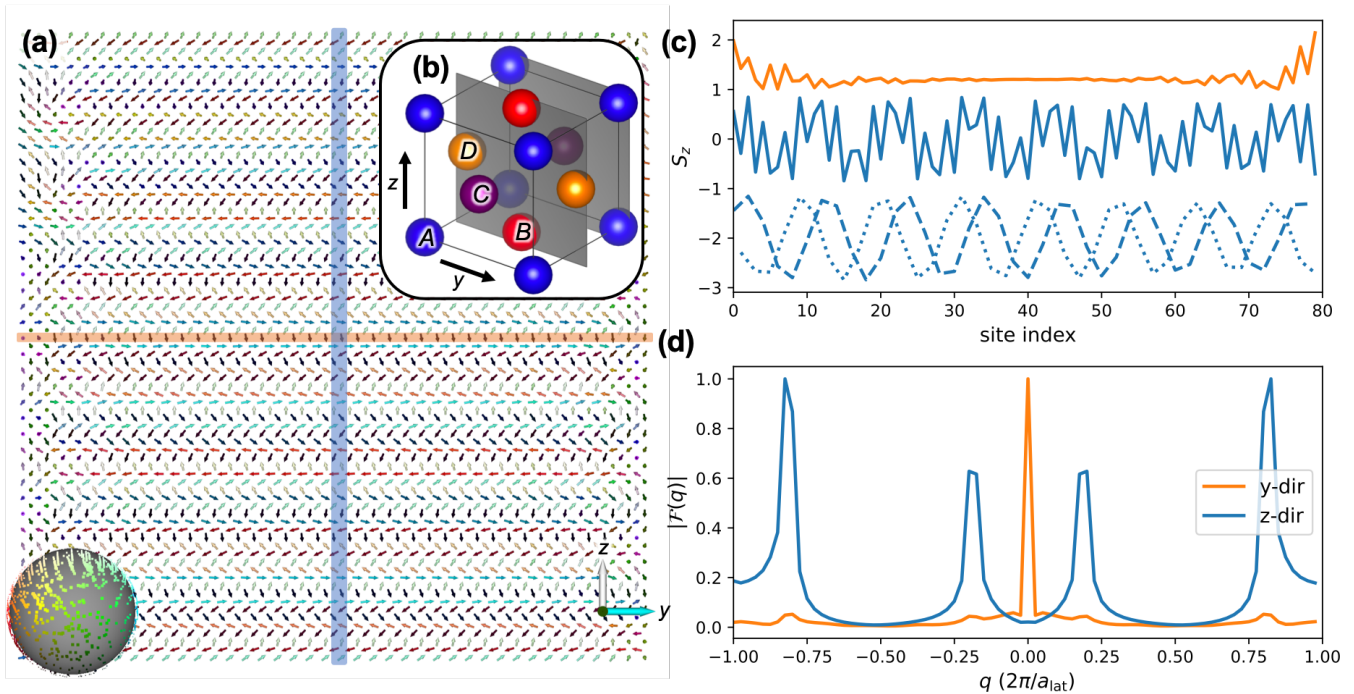 (a)
(b)
D
C
A
B
z
y
z
y
(c)
2
1
0
−1
−2
−3
S_z
0 10 20 30 40 50 60 70 80
site index
(d)
1.0
0.8
0.6
0.4
0.2
0.0
|ℱ(q)|
y-dir
z-dir
−1.00 −0.75 −0.50 −0.25 0.00 0.25 0.50 0.75 1.00
q (2π/a_lat)